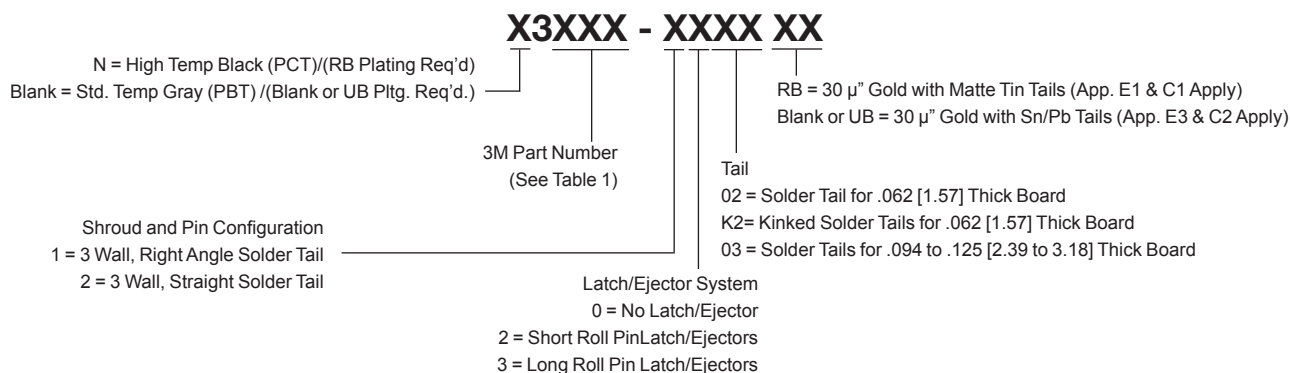 X3XXX - XXXX XX
N = High Temp Black (PCT)/(RB Plating Req'd)
Blank = Std. Temp Gray (PBT) /(Blank or UB Pltg. Req'd.)
RB = 30 µ” Gold with Matte Tin Tails (App. E1 & C1 Apply)
Blank or UB = 30 µ” Gold with Sn/Pb Tails (App. E3 & C2 Apply)
3M Part Number
(See Table 1)
Tail
02 = Solder Tail for .062 [1.57] Thick Board
K2= Kinked Solder Tails for .062 [1.57] Thick Board
03 = Solder Tails for .094 to .125 [2.39 to 3.18] Thick Board
Shroud and Pin Configuration
1 = 3 Wall, Right Angle Solder Tail
2 = 3 Wall, Straight Solder Tail
Latch/Ejector System
0 = No Latch/Ejector
2 = Short Roll PinLatch/Ejectors
3 = Long Roll Pin Latch/Ejectors